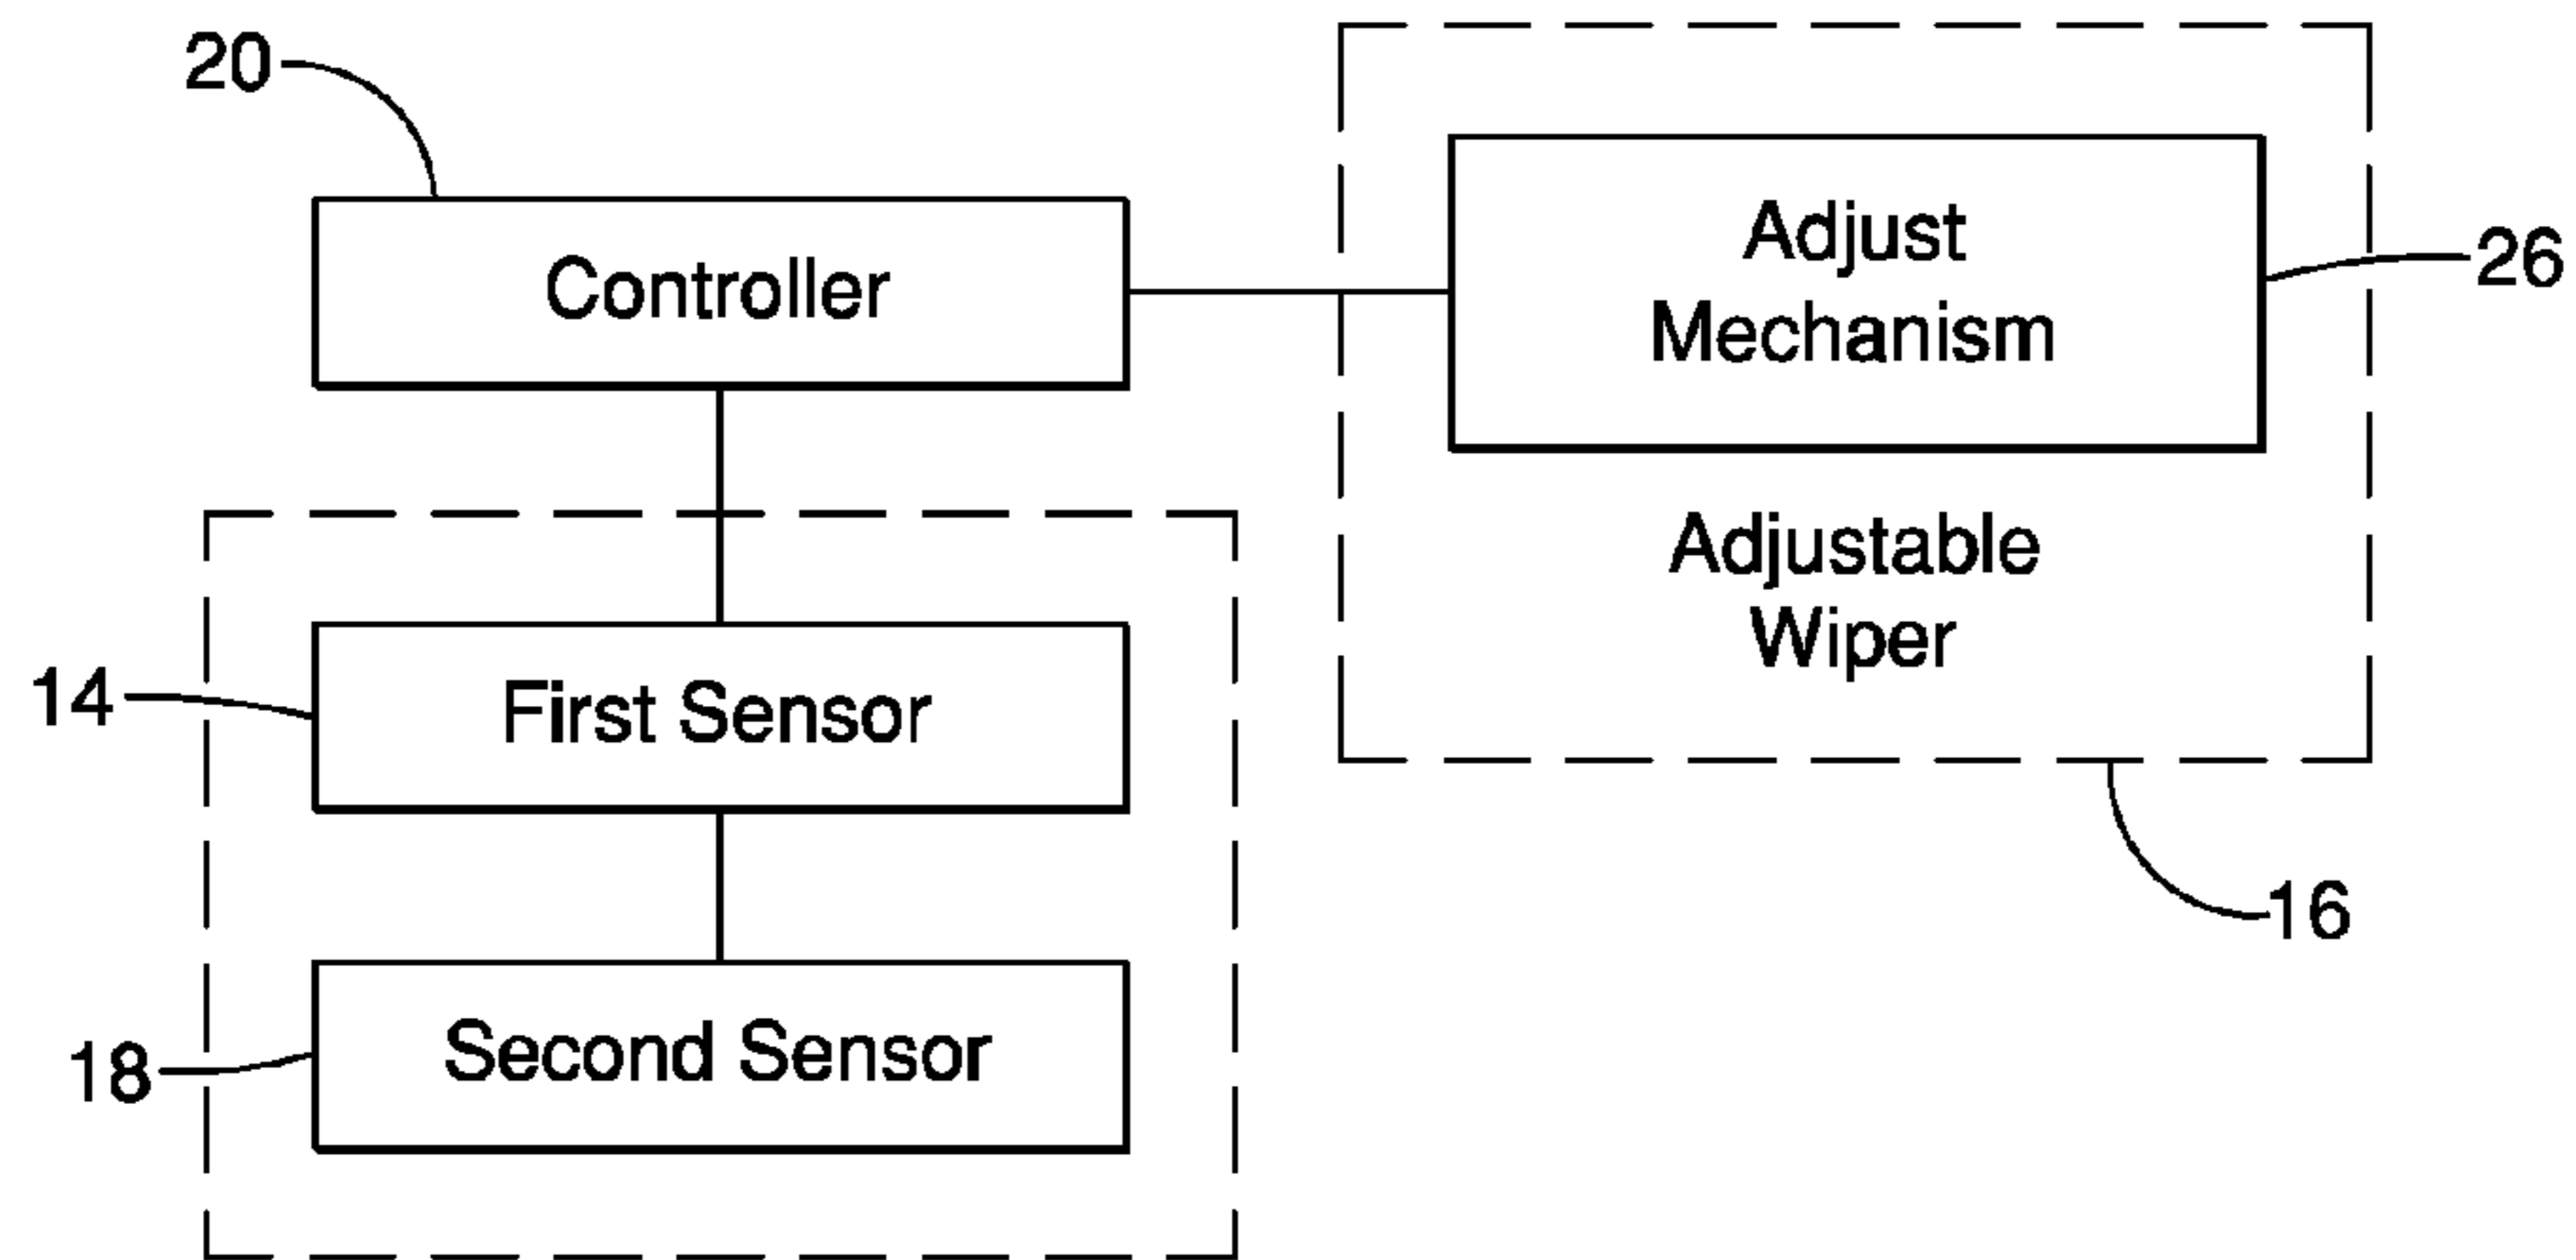 20
Controller
Adjust
Mechanism
26
Adjustable
Wiper
14
First Sensor
16
18
Second Sensor